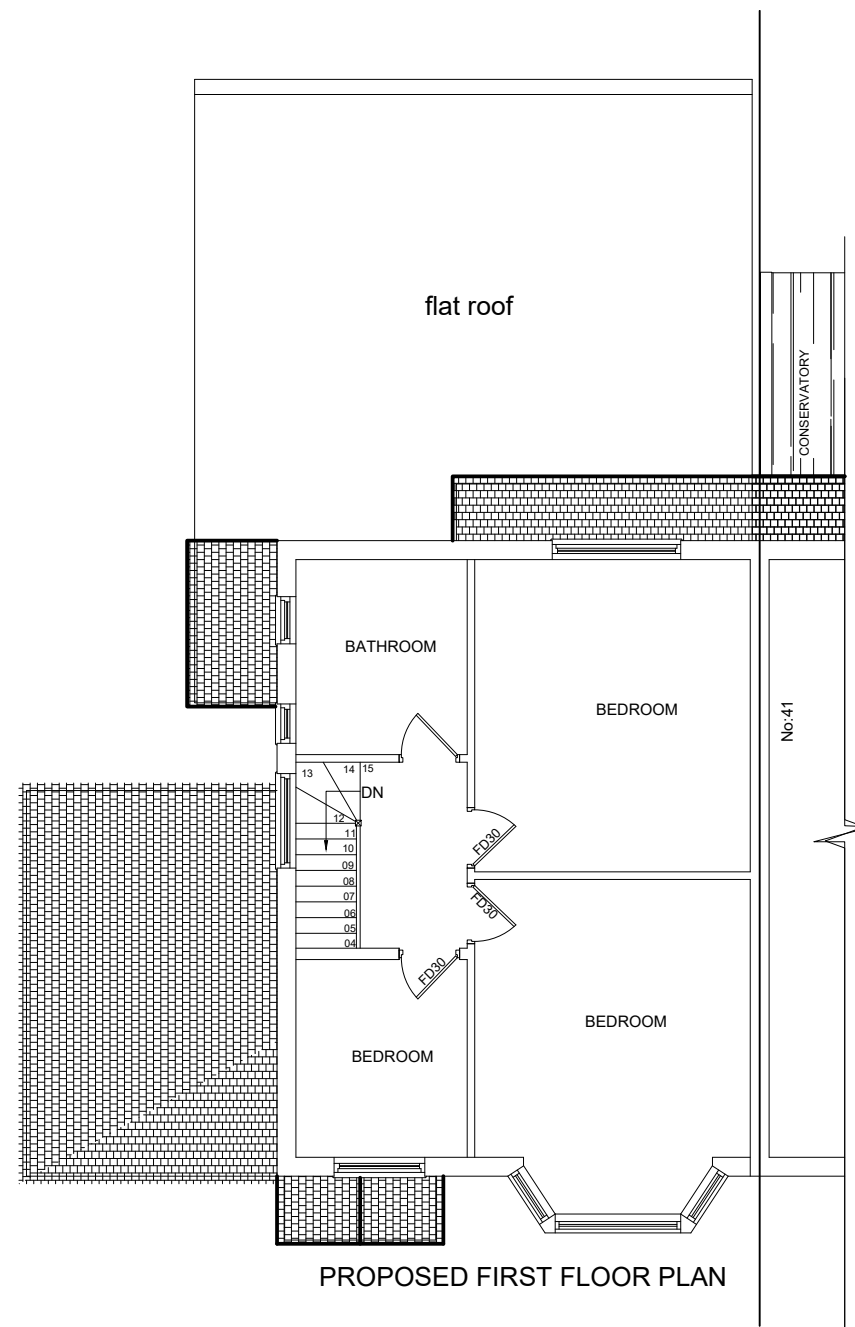 flat roof
CONSERVATORY
BATHROOM
BEDROOM
No:41
13
14
15
DN
12
11
10
09
08
07
06
05
04
FD30
FD30
FD30
BEDROOM
BEDROOM
PROPOSED FIRST FLOOR PLAN